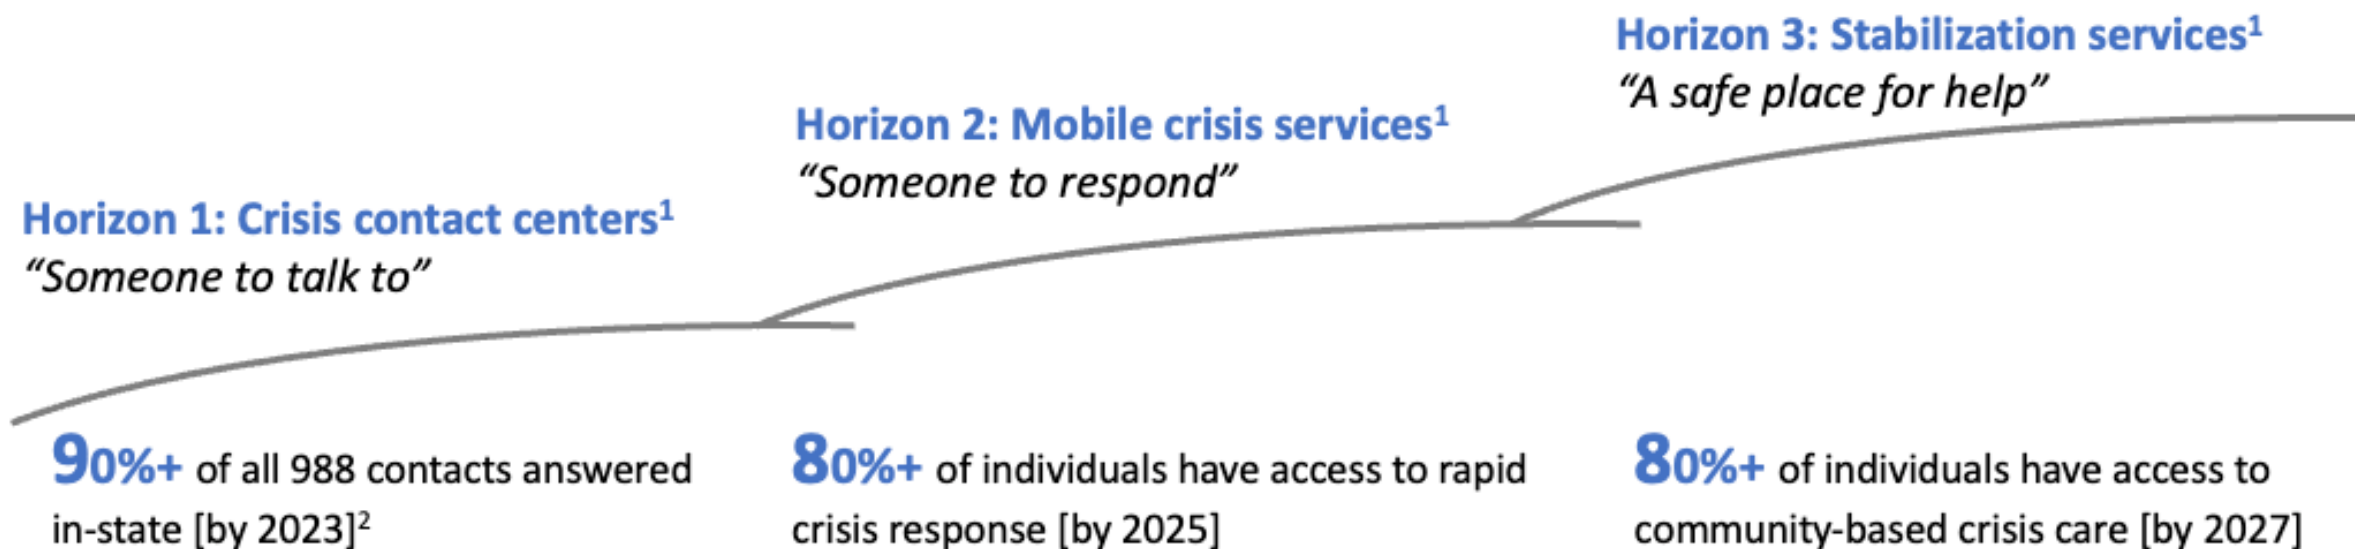 Horizon 1: Crisis contact centers¹
“Someone to talk to”
90%+ of all 988 contacts answered
in-state [by 2023]²
Horizon 2: Mobile crisis services¹
“Someone to respond”
80%+ of individuals have access to rapid
crisis response [by 2025]
Horizon 3: Stabilization services¹
“A safe place for help”
80%+ of individuals have access to
community-based crisis care [by 2027]